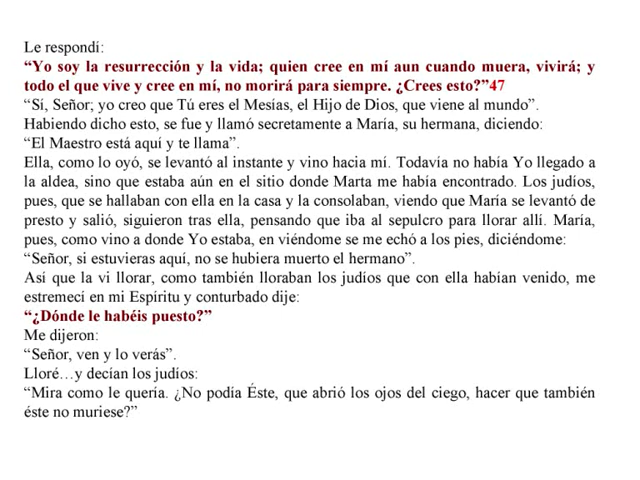 Le respondí:
“Yo soy la resurrección y la vida; quien cree en mí aun cuando muera, vivirá; y
todo el que vive y cree en mí, no morirá para siempre. ¿Crees esto?”47
“Sí, Señor; yo creo que Tú eres el Mesías, el Hijo de Dios, que viene al mundo”.
Habiendo dicho esto, se fue y llamó secretamente a María, su hermana, diciendo:
“El Maestro está aquí y te llama”.
Ella, como lo oyó, se levantó al instante y vino hacia mí. Todavía no había Yo llegado a
la aldea, sino que estaba aún en el sitio donde Marta me había encontrado. Los judíos,
pues, que se hallaban con ella en la casa y la consolaban, viendo que María se levantó de
presto y salió, siguieron tras ella, pensando que iba al sepulcro para llorar allí. María,
pues, como vino a donde Yo estaba, en viéndome se me echó a los pies, diciéndome:
“Señor, si estuvieras aquí, no se hubiera muerto el hermano”.
Así que la vi llorar, como también lloraban los judíos que con ella habían venido, me
estremecí en mi Espíritu y conturbado dije:
“¿Dónde le habéis puesto?”
Me dijeron:
“Señor, ven y lo verás”.
Lloré…y decían los judíos:
“Mira como le quería. ¿No podía Éste, que abrió los ojos del ciego, hacer que también
éste no muriese?”